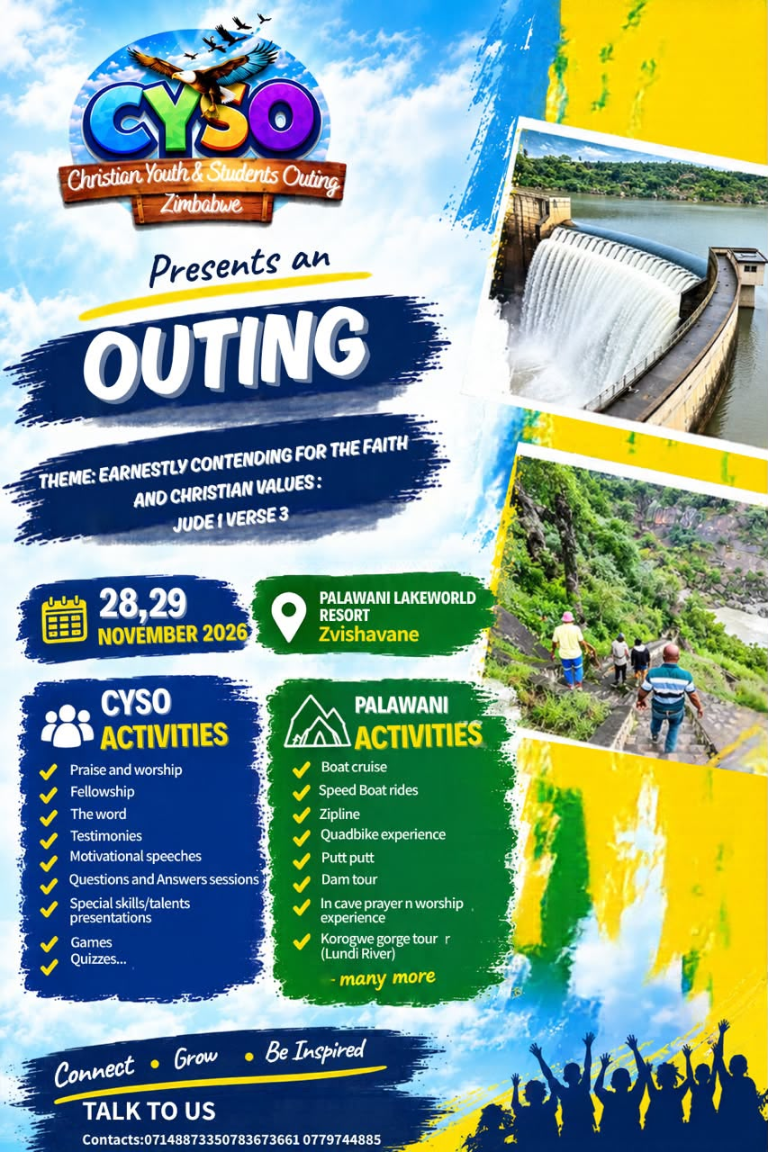 CYSO
Christian Youth & Students Outing
Zimbabwe
Presents an
OUTING
THEME: EARNESTLY CONTENDING FOR THE FAITH
AND CHRISTIAN VALUES :
JUDE 1 VERSE 3
28,29
NOVEMBER 2026
PALAWANI LAKEWORLD
RESORT
Zvishavane
CYSO
ACTIVITIES
Praise and worship
Fellowship
The word
Testimonies
Motivational speeches
Questions and Answers sessions
Special skills/talents
presentations
Games
Quizzes...
PALAWANI
ACTIVITIES
Boat cruise
Speed Boat rides
Zipline
Quadbike experience
Putt putt
Dam tour
In cave prayer n worship
experience
Korogwe gorge tour r
(Lundi River)
- many more
Connect • Grow • Be Inspired
TALK TO US
Contacts:07148873350783673661 0779744885